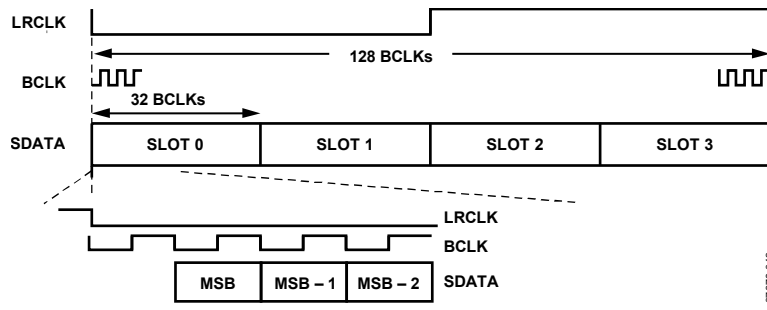 LRCLK
128 BCLKs
BCLK
32 BCLKs
SDATA
SLOT 0 SLOT 1 SLOT 2 SLOT 3
LRCLK
BCLK
MSB MSB – 1 MSB – 2 SDATA